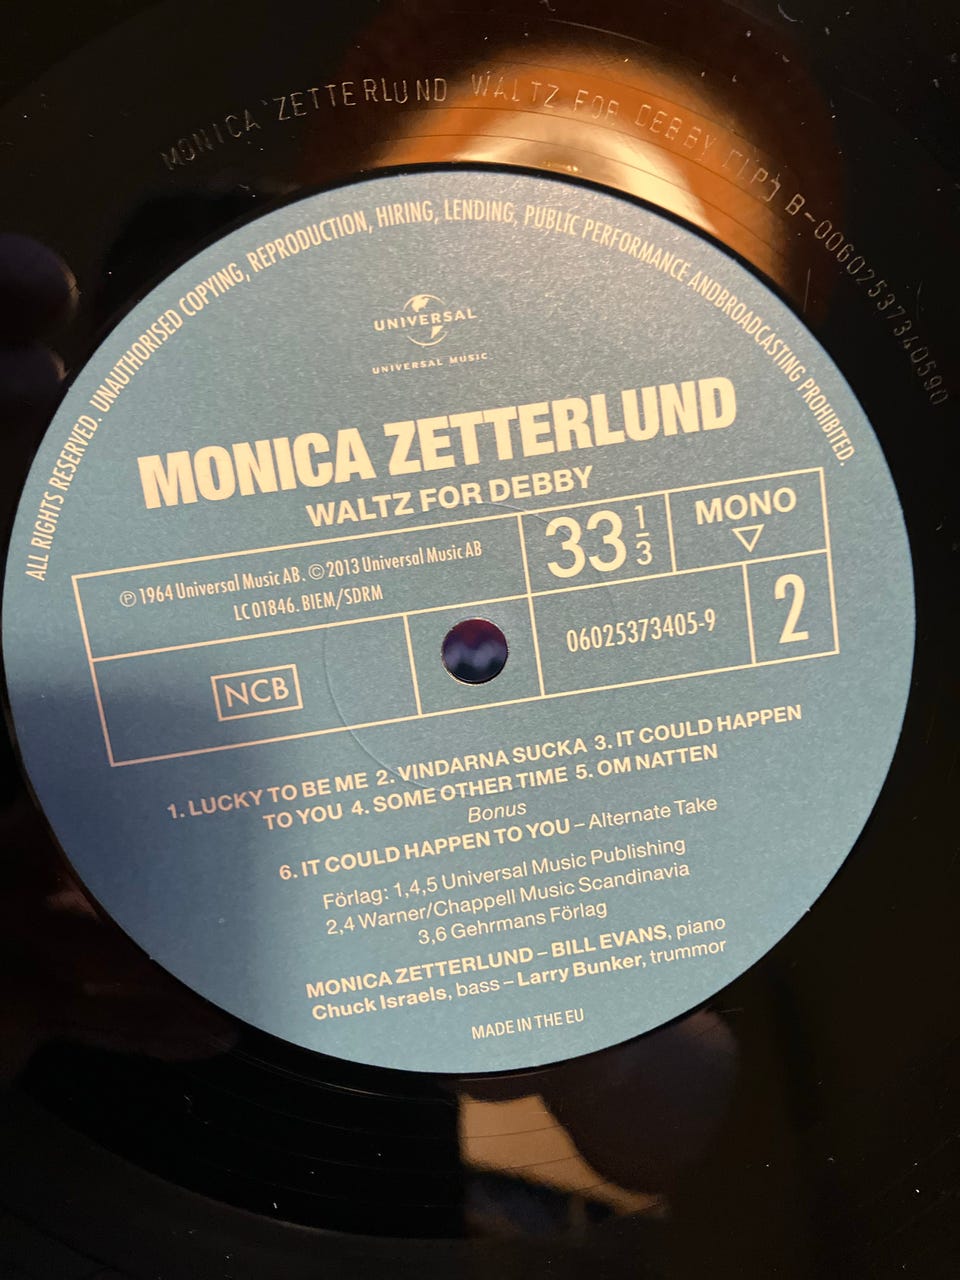 MONICA ZETTERLUND WALTZ FOR DEBBY [LP] B-00602537340590
ALL RIGHTS RESERVED. UNAUTHORISED COPYING, REPRODUCTION, HIRING, LENDING, PUBLIC PERFORMANCE ANDBROADCASTING PROHIBITED.
UNIVERSAL
UNIVERSAL MUSIC
MONICA ZETTERLUND
WALTZ FOR DEBBY
℗ 1964 Universal Music AB. © 2013 Universal Music AB
LC 01846. BIEM/SDRM
33 1/3
MONO
NCB
06025373405-9
2
1. LUCKY TO BE ME 2. VINDARNA SUCKA 3. IT COULD HAPPEN
TO YOU 4. SOME OTHER TIME 5. OM NATTEN
Bonus
6. IT COULD HAPPEN TO YOU – Alternate Take
Förlag: 1,4,5 Universal Music Publishing
2,4 Warner/Chappell Music Scandinavia
3,6 Gehrmans Förlag
MONICA ZETTERLUND – BILL EVANS, piano
Chuck Israels, bass – Larry Bunker, trummor
MADE IN THE EU